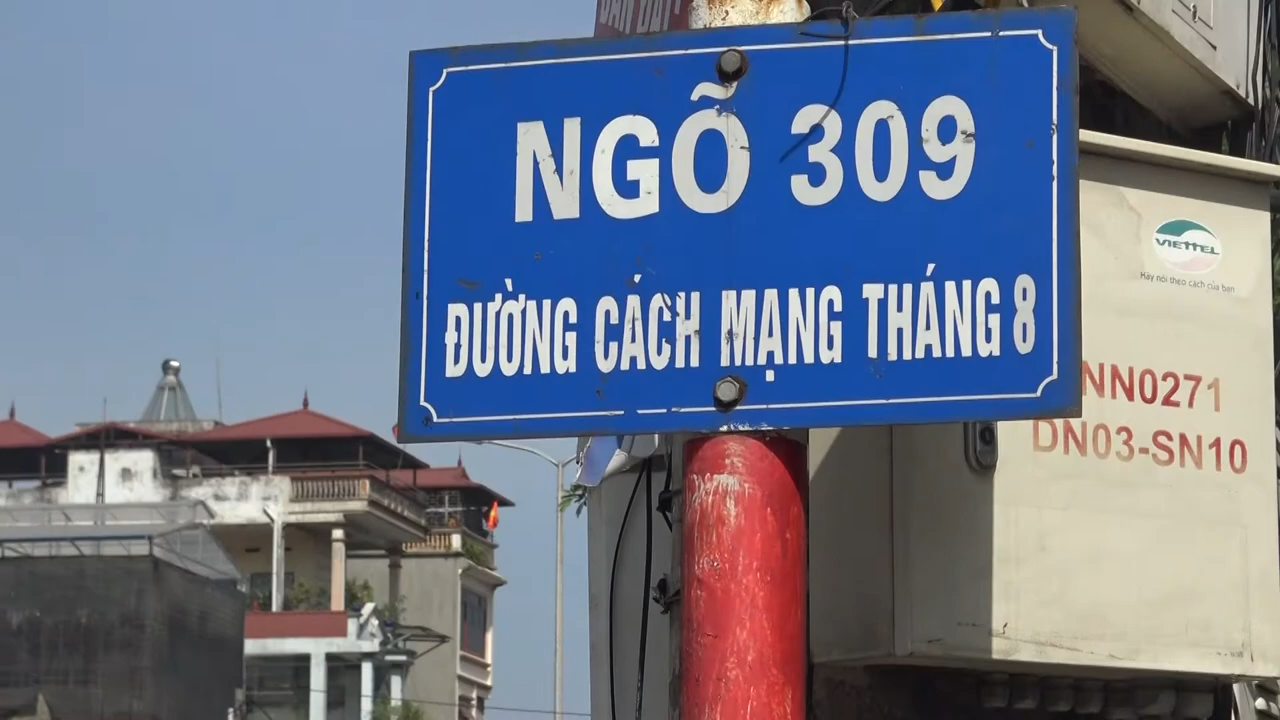 NGÕ 309
ĐƯỜNG CÁCH MẠNG THÁNG 8
VIETTEL
Hãy nói theo cách của bạn
NN0271
DN03-SN10